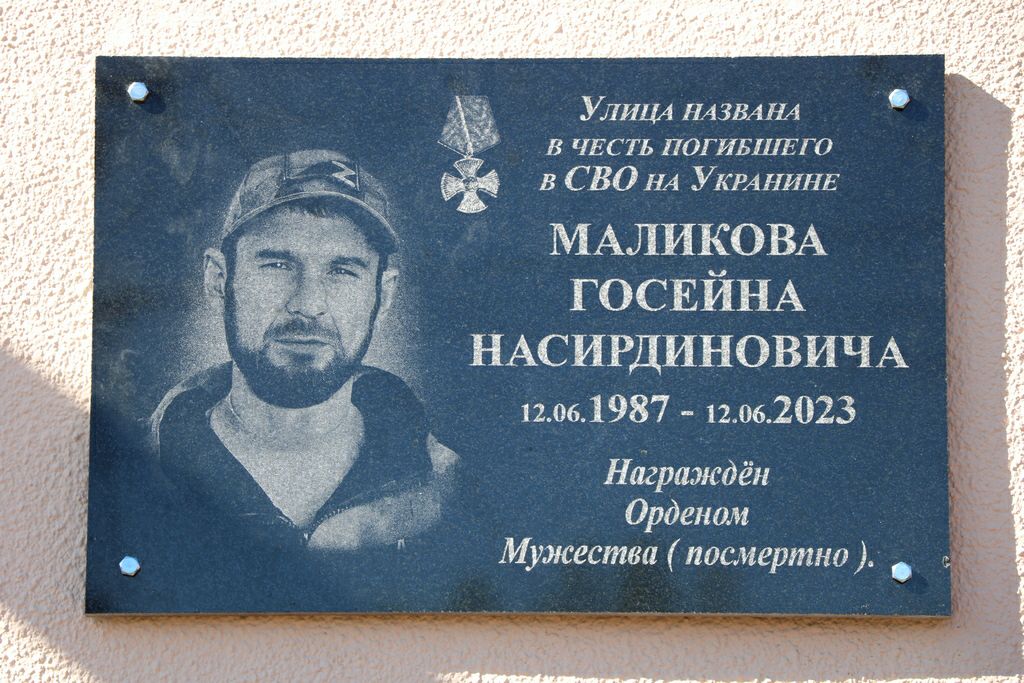 Улица названа
в честь погибшего
в СВО на Укранине
МАЛИКОВА
ГОСЕЙНА
НАСИРДИНОВИЧА
12.06.1987 - 12.06.2023
Награждён
Орденом
Мужества ( посмертно ).